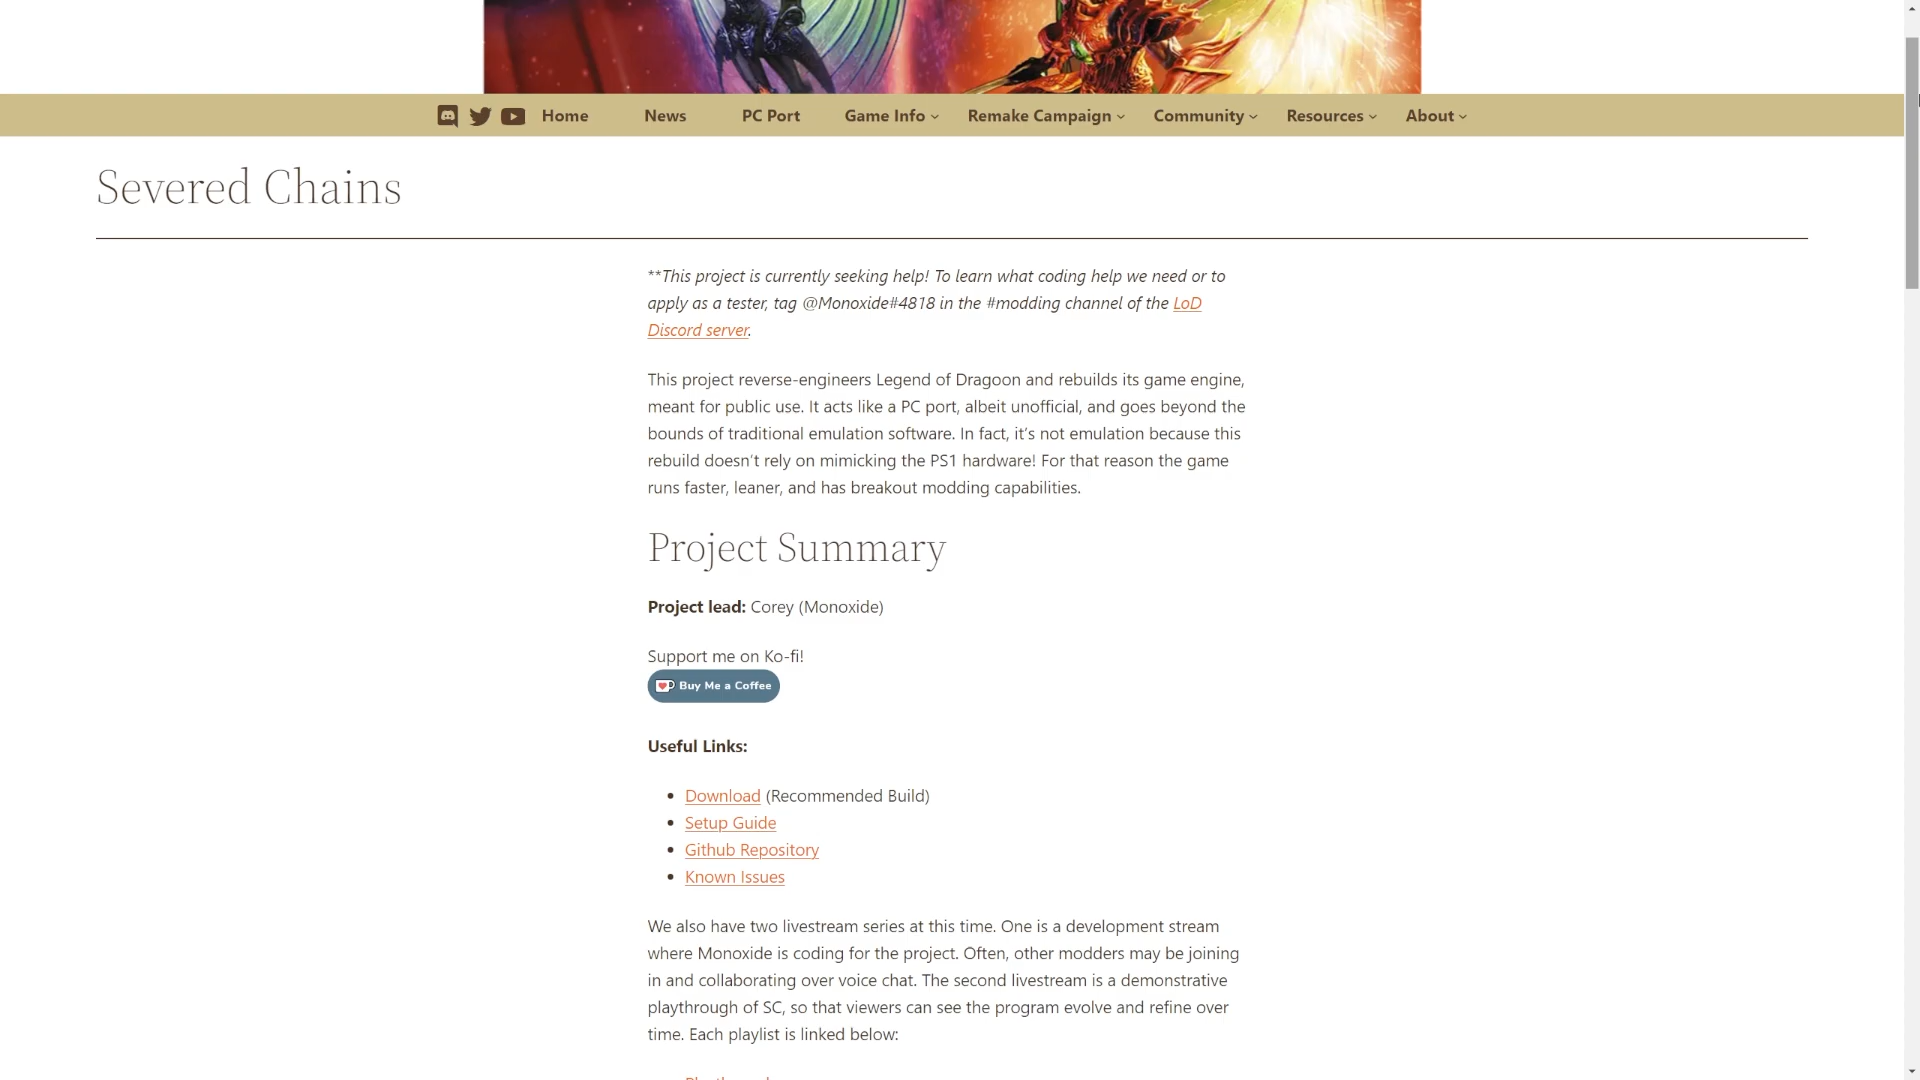 Home News PC Port Game Info Remake Campaign Community Resources About
Severed Chains
**This project is currently seeking help! To learn what coding help we need or to
apply as a tester, tag @Monoxide#4818 in the #modding channel of the LoD
Discord server.
This project reverse-engineers Legend of Dragoon and rebuilds its game engine,
meant for public use. It acts like a PC port, albeit unofficial, and goes beyond the
bounds of traditional emulation software. In fact, it’s not emulation because this
rebuild doesn’t rely on mimicking the PS1 hardware! For that reason the game
runs faster, leaner, and has breakout modding capabilities.
Project Summary
Project lead: Corey (Monoxide)
Support me on Ko-fi!
Buy Me a Coffee
Useful Links:
Download (Recommended Build)
Setup Guide
Github Repository
Known Issues
We also have two livestream series at this time. One is a development stream
where Monoxide is coding for the project. Often, other modders may be joining
in and collaborating over voice chat. The second livestream is a demonstrative
playthrough of SC, so that viewers can see the program evolve and refine over
time. Each playlist is linked below: